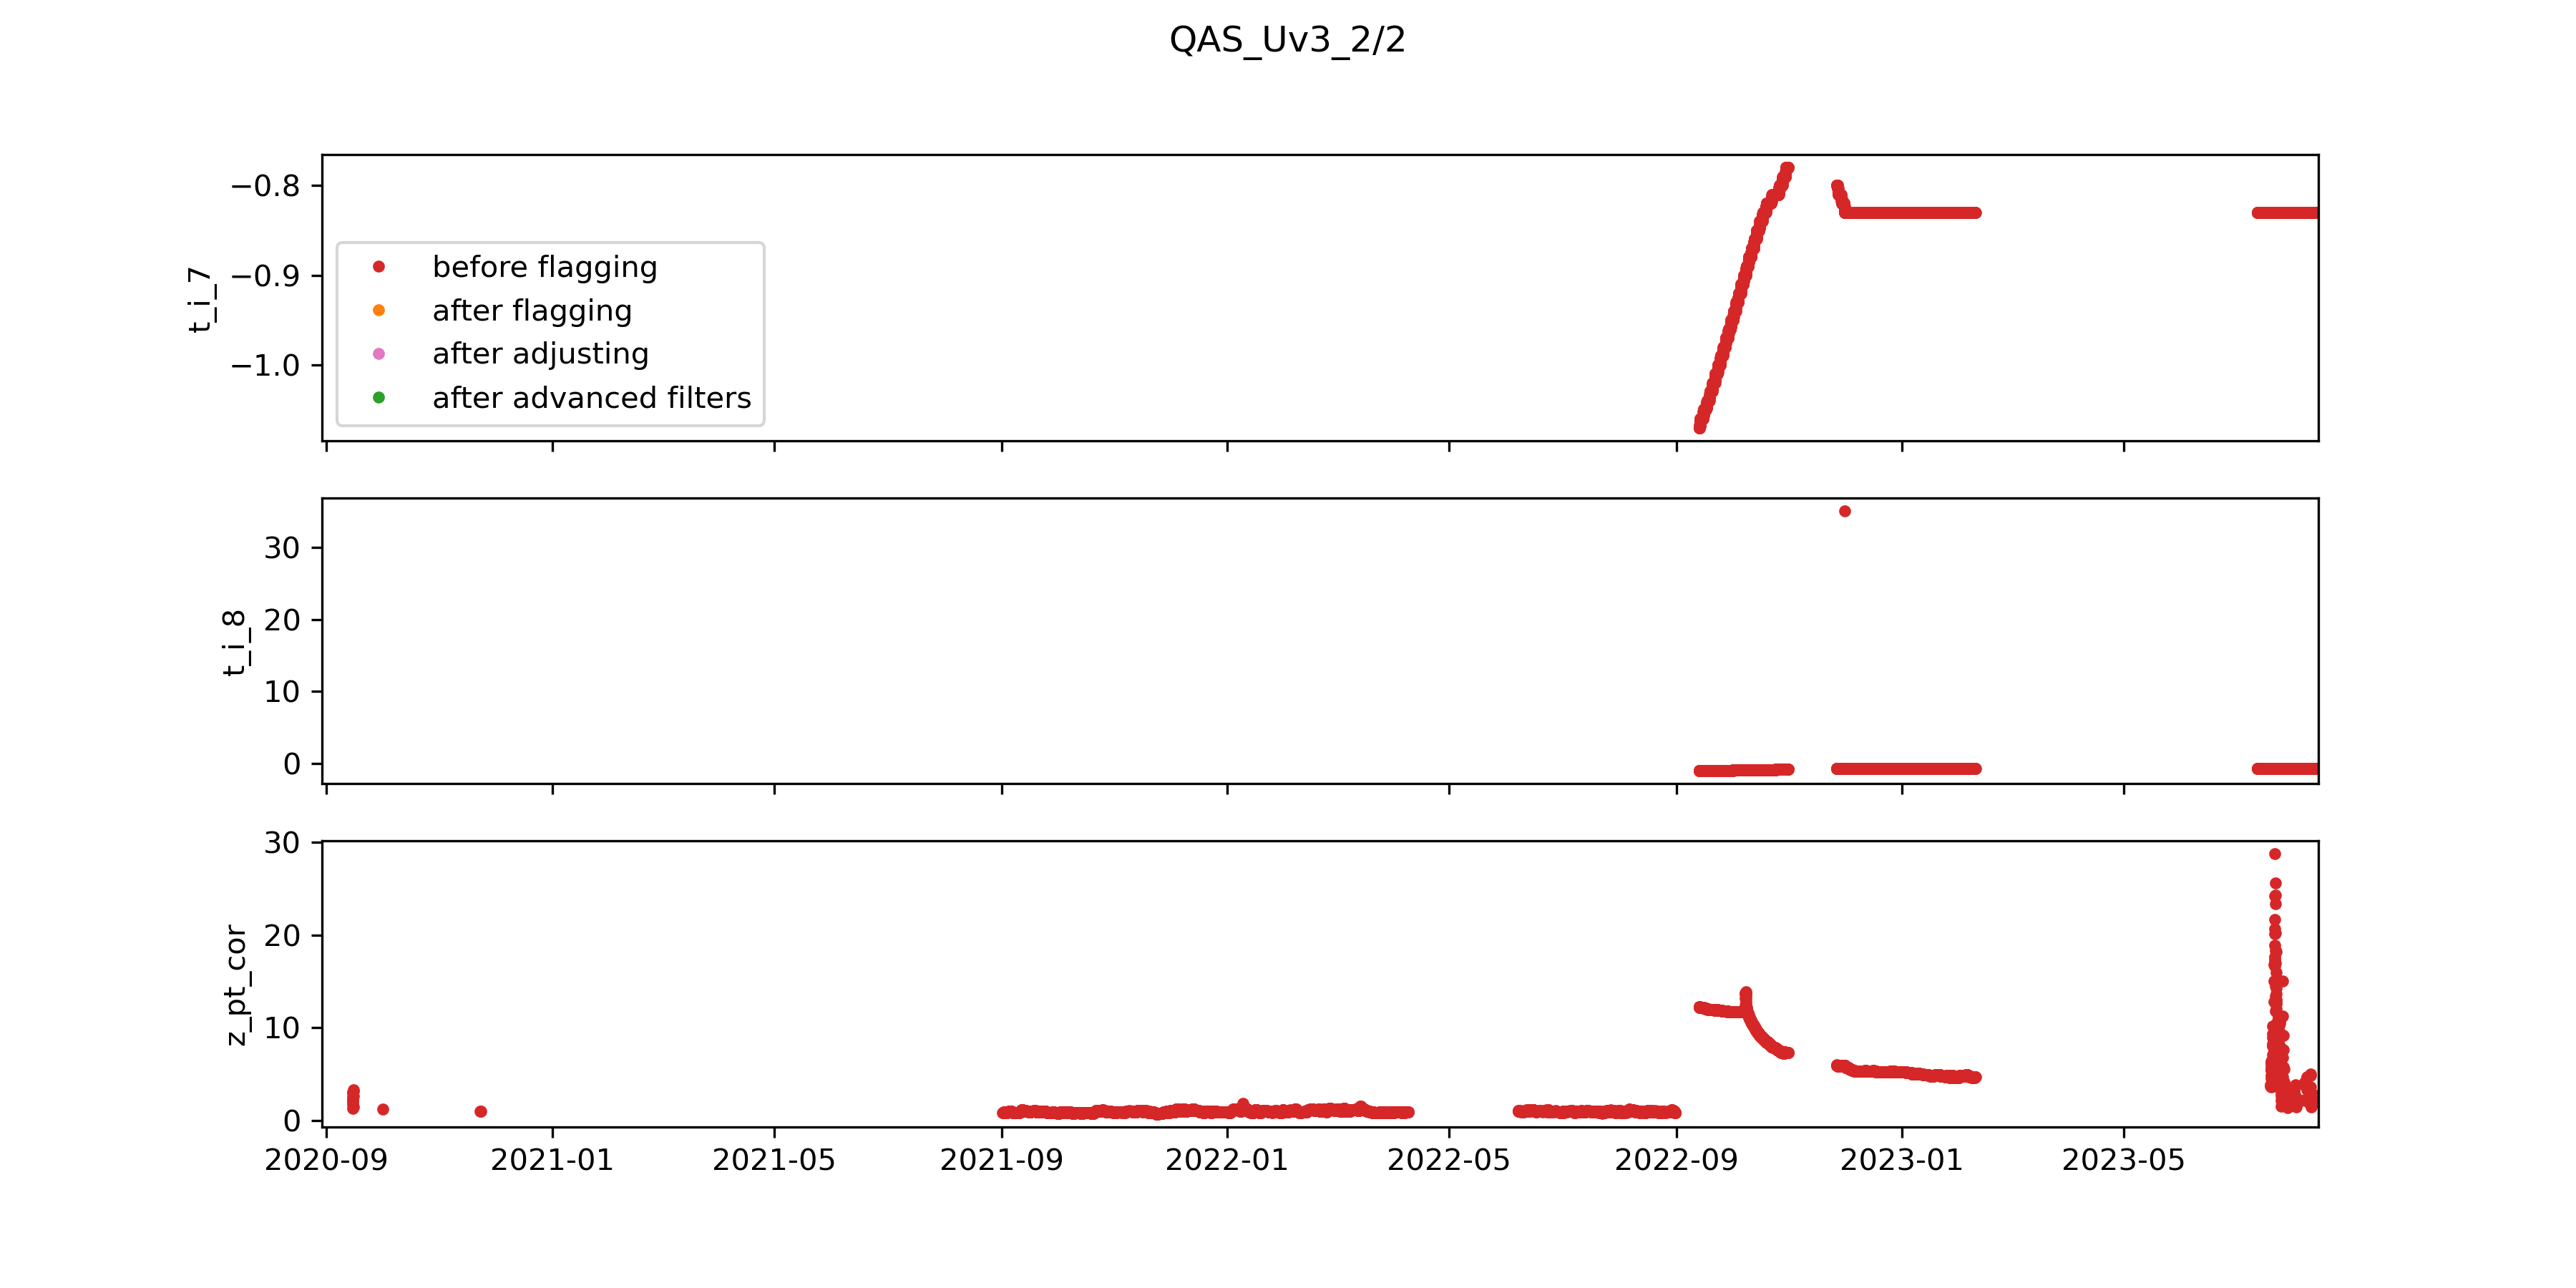 QAS_Uv3_2/2
t_i_7
−0.8
−0.9
−1.0
before flagging
after flagging
after adjusting
after advanced filters
t_i_8
30
20
10
0
z_pt_cor
30
20
10
0
2020-09 2021-01 2021-05 2021-09 2022-01 2022-05 2022-09 2023-01 2023-05